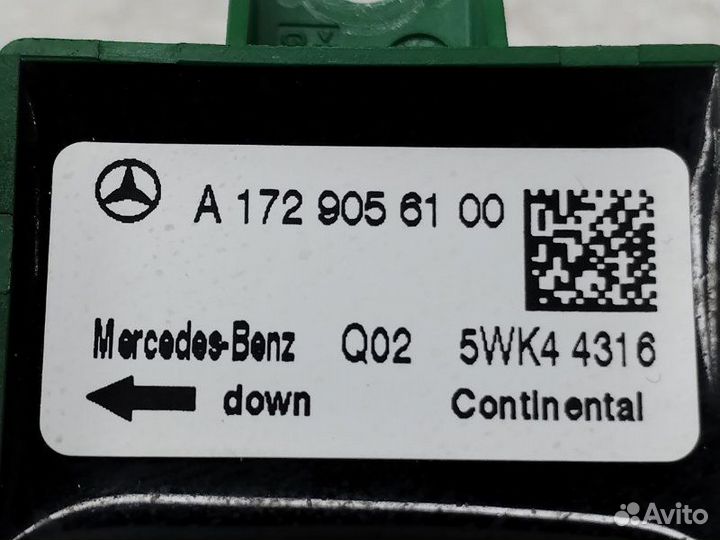 A 172 905 61 00
Mercedes-Benz Q02 5WK4 4316
down Continental
Avito